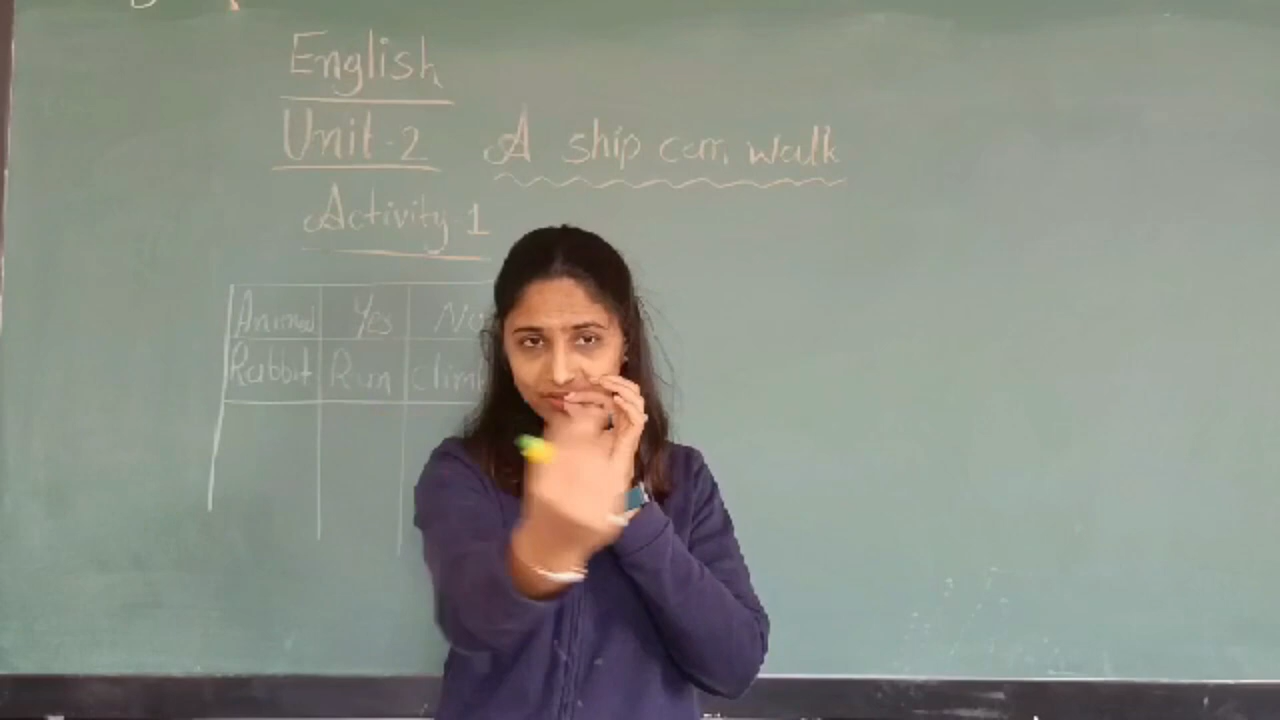 English
Unit-2 A ship can walk
Activity 1
Animal Yes No
Rabbit Run Climb